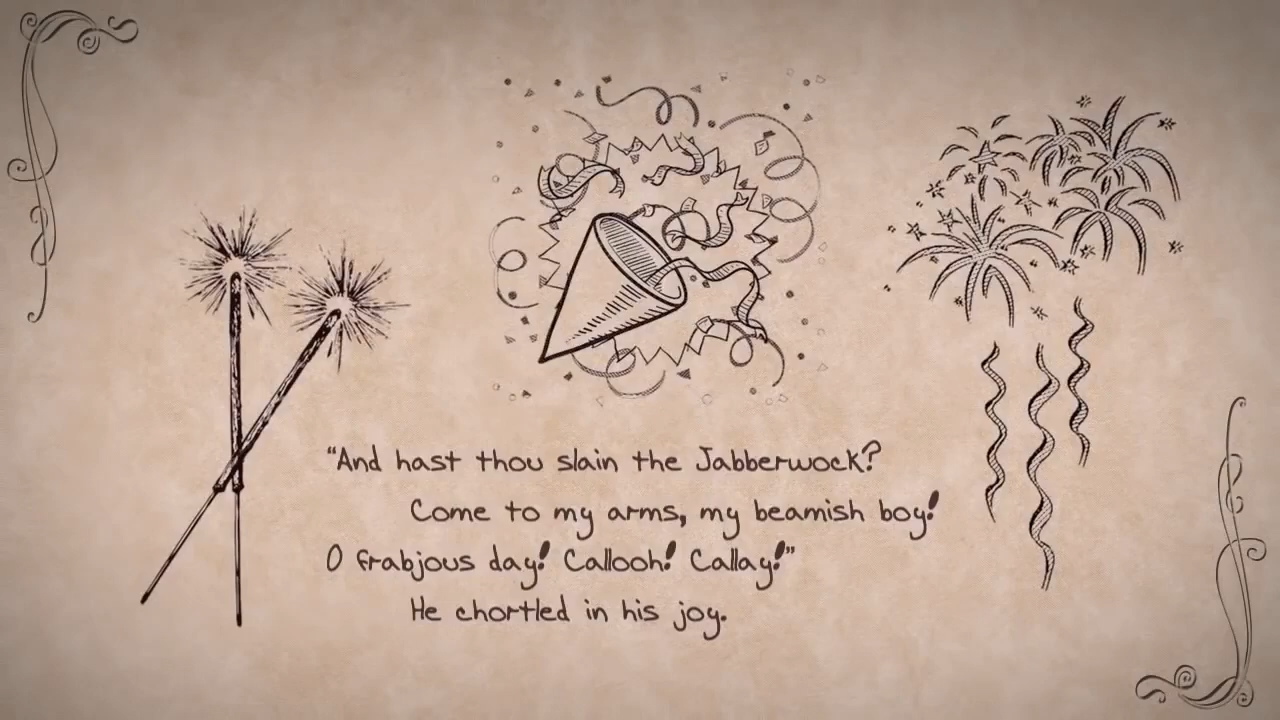 “And hast thou slain the Jabberwock?
Come to my arms, my beamish boy!
O frabjous day! Callooh! Callay!”
He chortled in his joy.